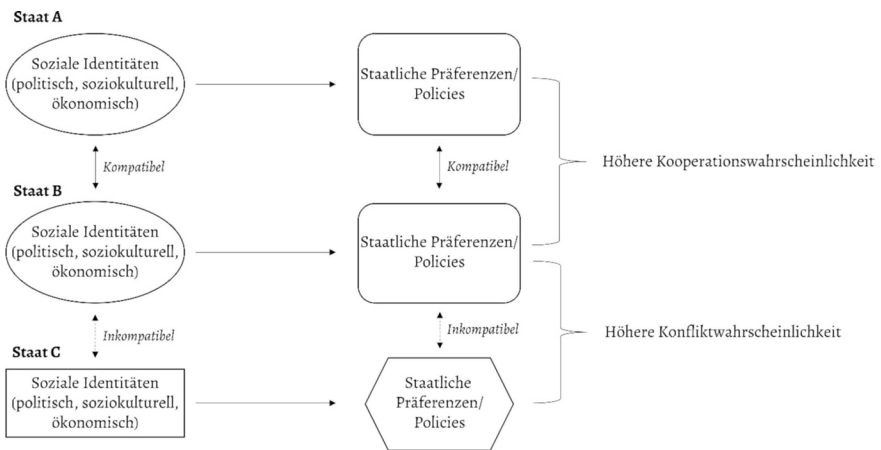 Staat A
Soziale Identitäten
(politisch, soziokulturell,
ökonomisch)
Staatliche Präferenzen/
Policies
Kompatibel
Kompatibel
Höhere Kooperationswahrscheinlichkeit
Staat B
Soziale Identitäten
(politisch, soziokulturell,
ökonomisch)
Staatliche Präferenzen/
Policies
Inkompatibel
Inkompatibel
Höhere Konfliktwahrscheinlichkeit
Staat C
Soziale Identitäten
(politisch, soziokulturell,
ökonomisch)
Staatliche
Präferenzen/
Policies